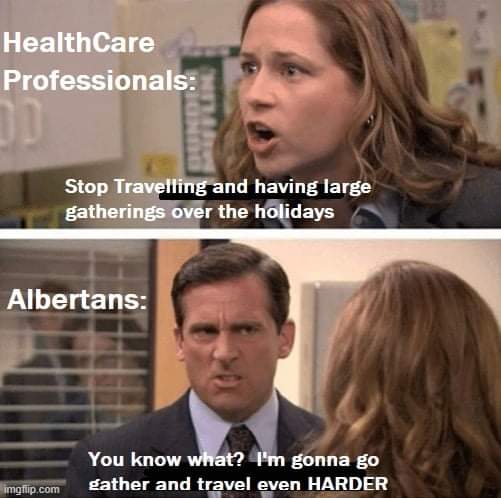 HealthCare
Professionals:
Stop Travelling and having large
gatherings over the holidays
Albertans:
You know what?  I'm gonna go
gather and travel even HARDER
imgflip.com